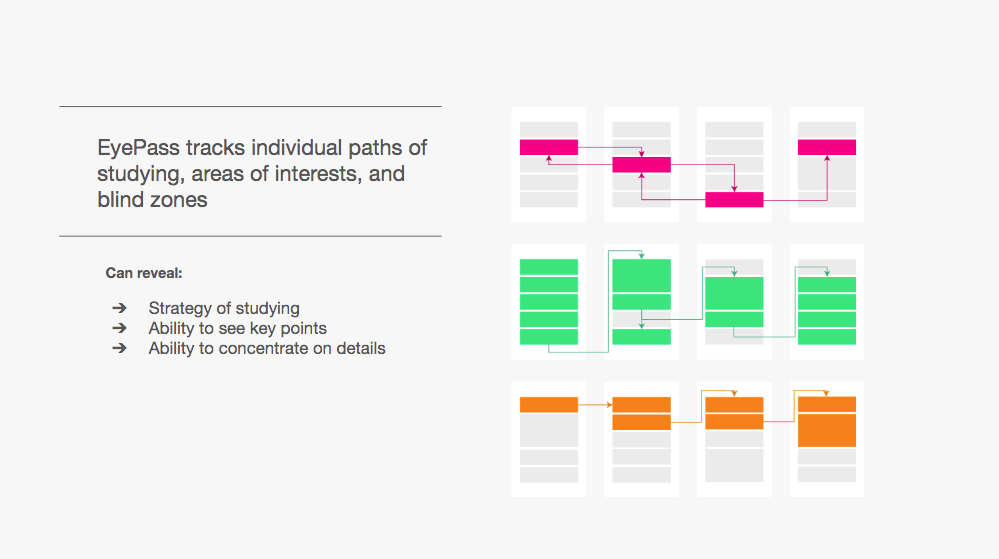 EyePass tracks individual paths of
studying, areas of interests, and
blind zones
Can reveal:
➔ Strategy of studying
➔ Ability to see key points
➔ Ability to concentrate on details